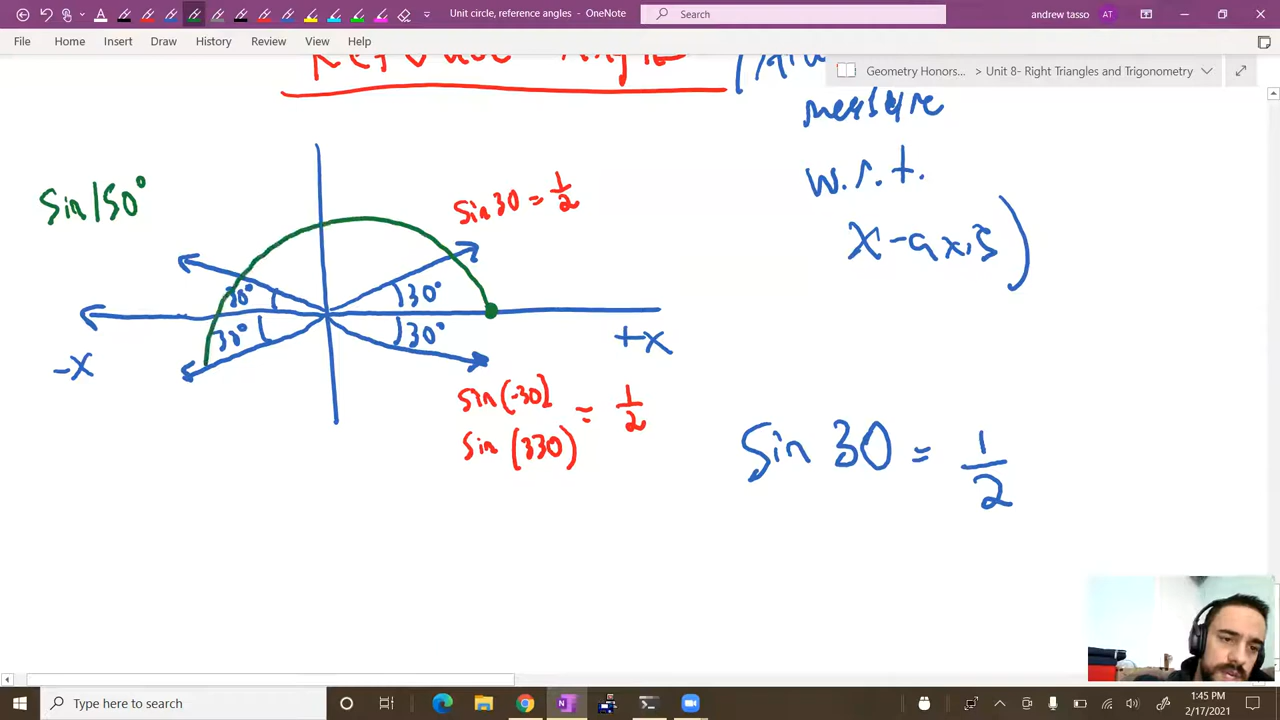 Unit circle, reference angles - OneNote
Search
andrew tasso
AT
File Home Insert Draw History Review View Help
Geometry Honors... > Unit 8- Right Triangles and Trigonometry
measure
w.r.t.
x-axis)
sin 150°
sin 30 = 1/2
30° 30°
30° 30°
-x
+x
sin(-30)
sin (330) = 1/2
sin 30 = 1/2
Type here to search
1:45 PM
2/17/2021